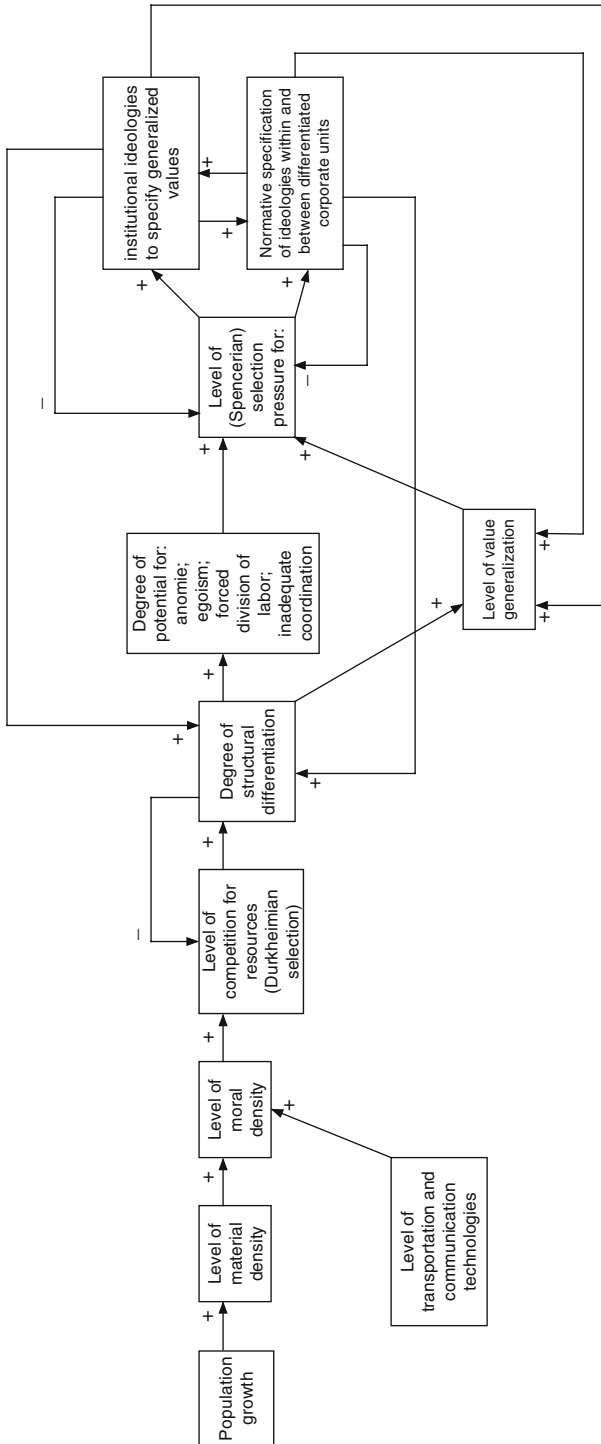 Population
growth
+
Level of
material
density
+
Level of
moral
density
+
Level of
transportation and
communication
technologies
+
Level of
competition for
resources
(Durkheimian
selection)
–
+
Degree of
structural
differentiation
+
+
+
Degree of
potential for:
anomie;
egoism;
forced
division of
labor;
inadequate
coordination
+
Level of value
generalization
+
+
+
Level of
(Spencerian)
selection
pressure for:
+
+
–
–
institutional ideologies
to specify generalized
values
+
+
Normative specification
of ideologies within and
between differentiated
corporate units
+
+